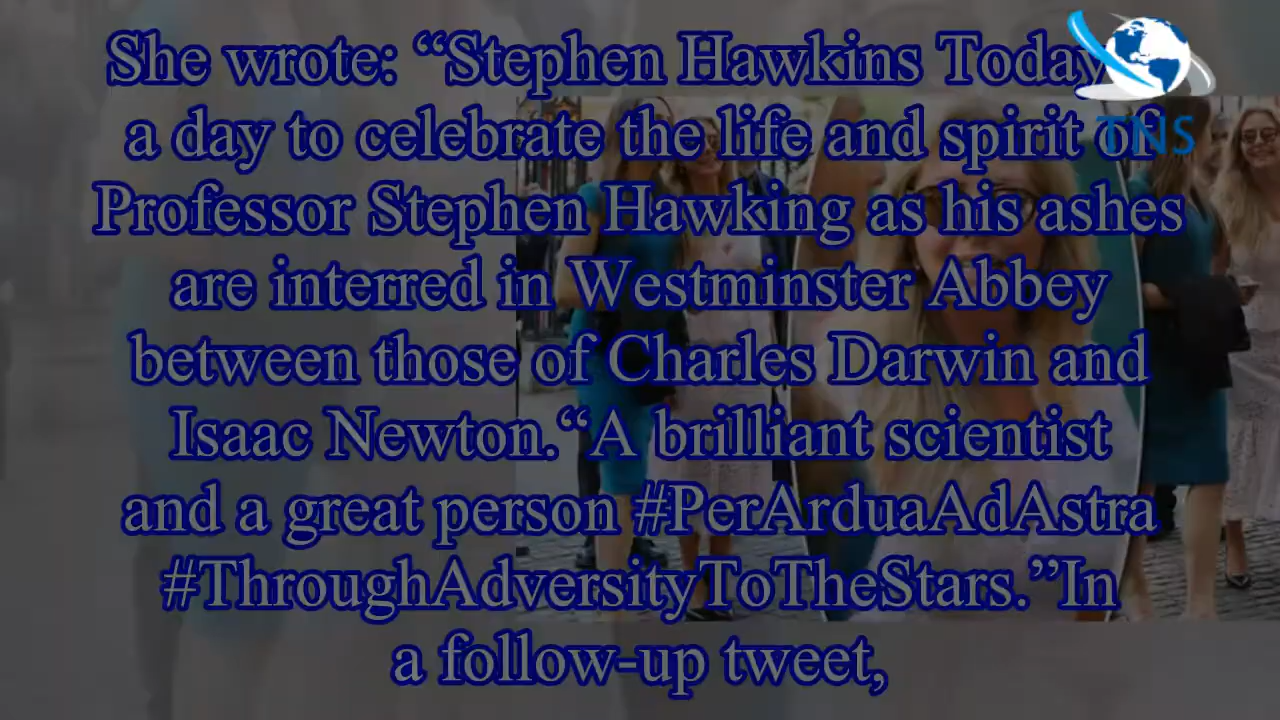 She wrote: “Stephen Hawkins Today
a day to celebrate the life and spirit of
Professor Stephen Hawking as his ashes
are interred in Westminster Abbey
between those of Charles Darwin and
Isaac Newton.“A brilliant scientist
and a great person #PerArduaAdAstra
#ThroughAdversityToTheStars.”In
a follow-up tweet,
TNS